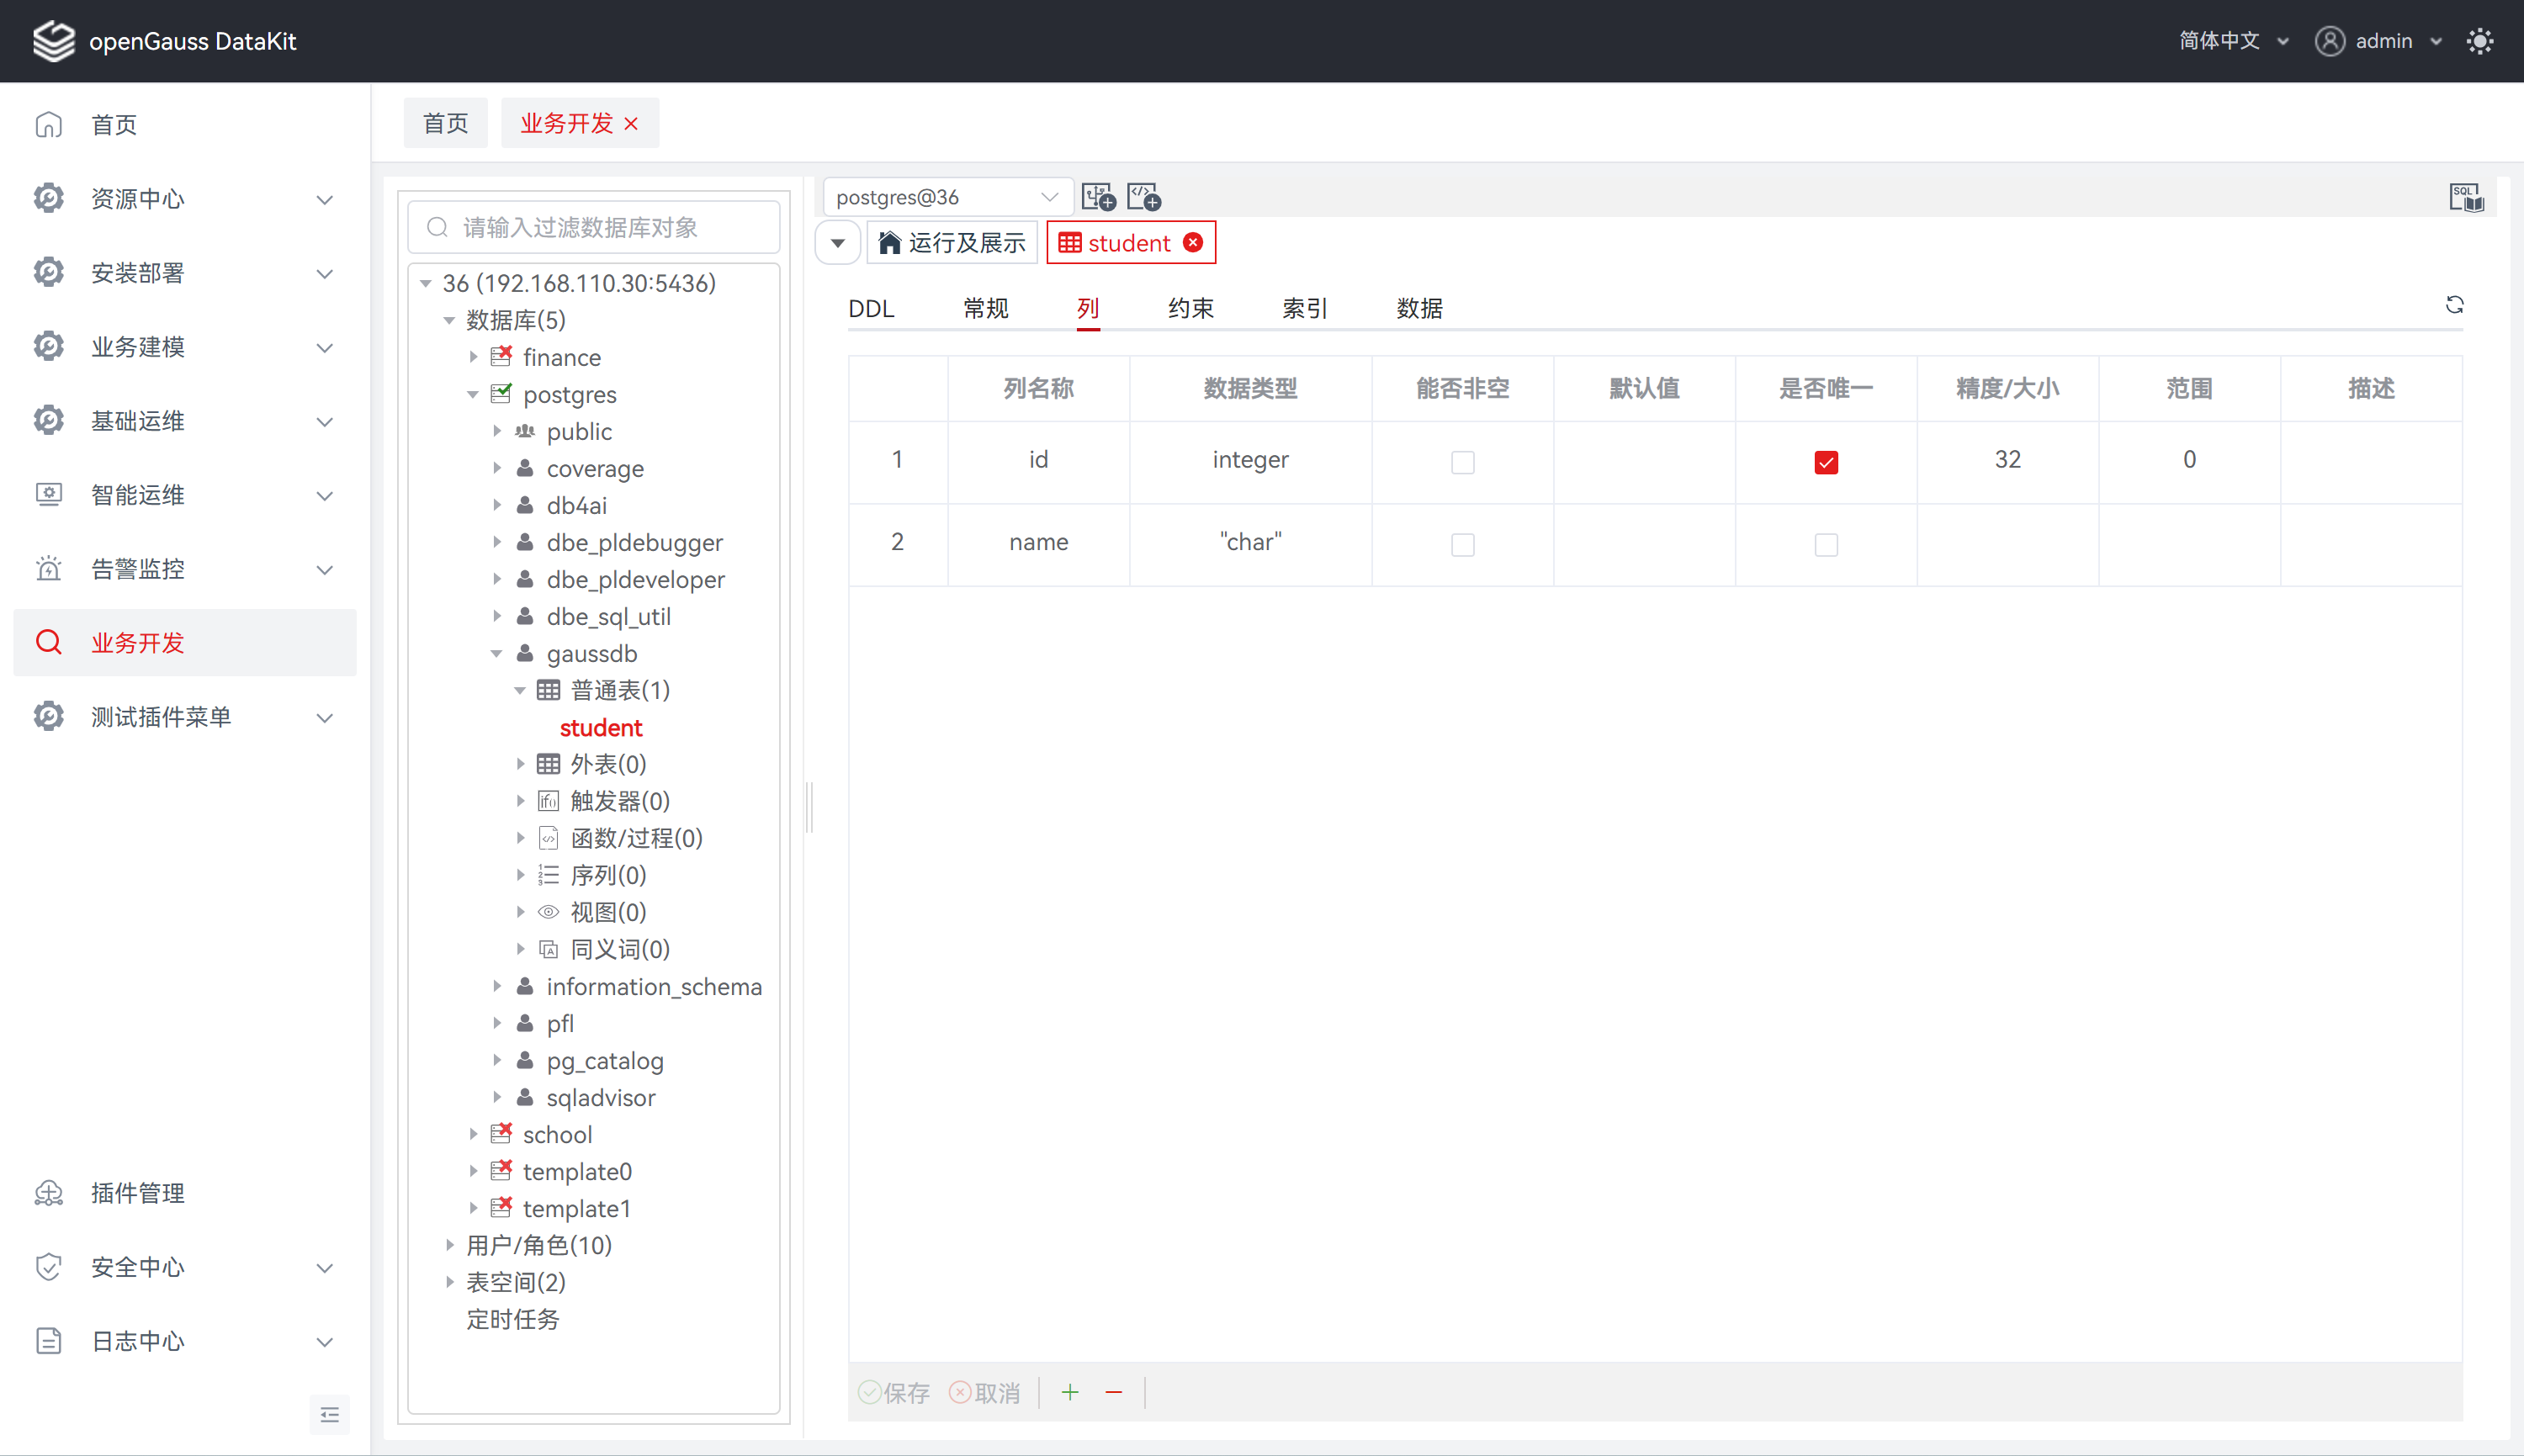 openGauss DataKit
简体中文
admin
首页
资源中心
安装部署
业务建模
基础运维
智能运维
告警监控
业务开发
测试插件菜单
插件管理
安全中心
日志中心
首页
业务开发
请输入过滤数据库对象
36 (192.168.110.30:5436)
数据库(5)
finance
postgres
public
coverage
db4ai
dbe_pldebugger
dbe_pldeveloper
dbe_sql_util
gaussdb
普通表(1)
student
外表(0)
触发器(0)
函数/过程(0)
序列(0)
视图(0)
同义词(0)
information_schema
pfl
pg_catalog
sqladvisor
school
template0
template1
用户/角色(10)
表空间(2)
定时任务
postgres@36
SQL
运行及展示
student
DDL 常规 列 约束 索引 数据
列名称 数据类型 能否非空 默认值 是否唯一 精度/大小 范围 描述
1 id integer 32 0
2 name "char"
保存 取消